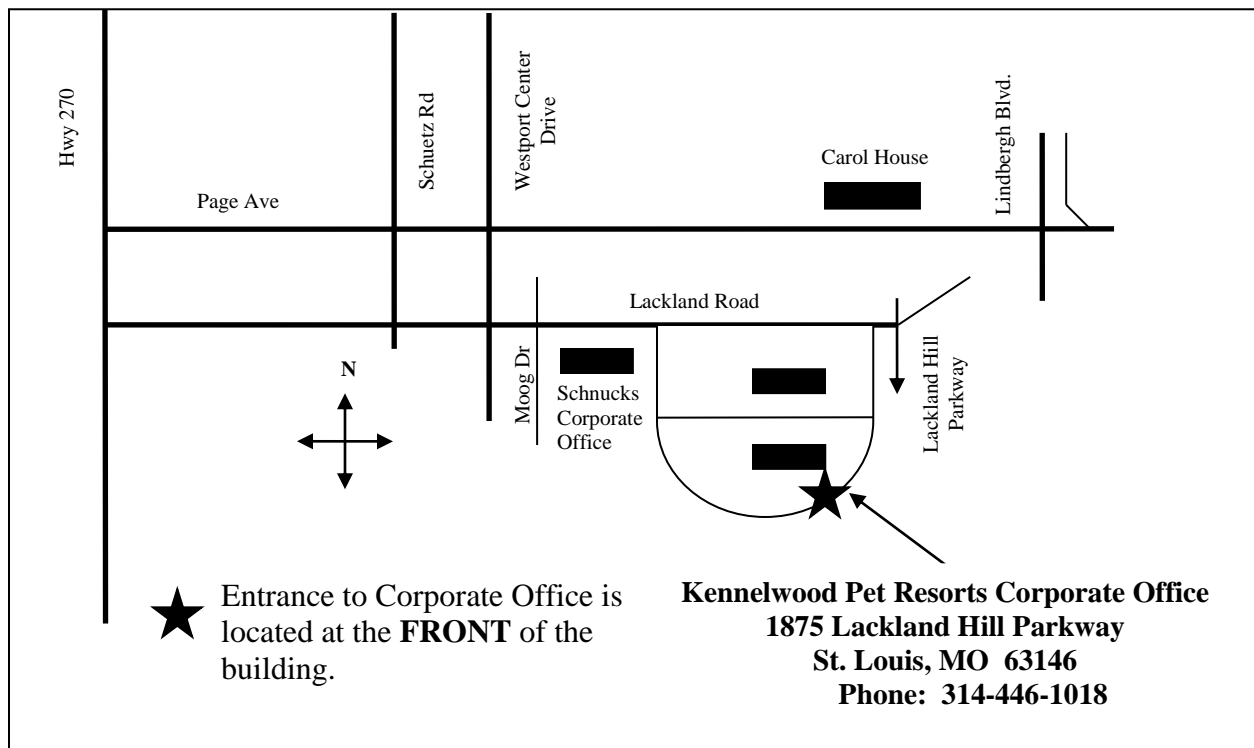 Hwy 270
Schuetz Rd
Westport Center
Drive
Lindbergh Blvd.
Carol House
Page Ave
Lackland Road
Moog Dr
Schnucks
Corporate
Office
Lackland Hill
Parkway
N
Entrance to Corporate Office is
located at the FRONT of the
building.
Kennelwood Pet Resorts Corporate Office
1875 Lackland Hill Parkway
St. Louis, MO  63146
Phone:  314-446-1018